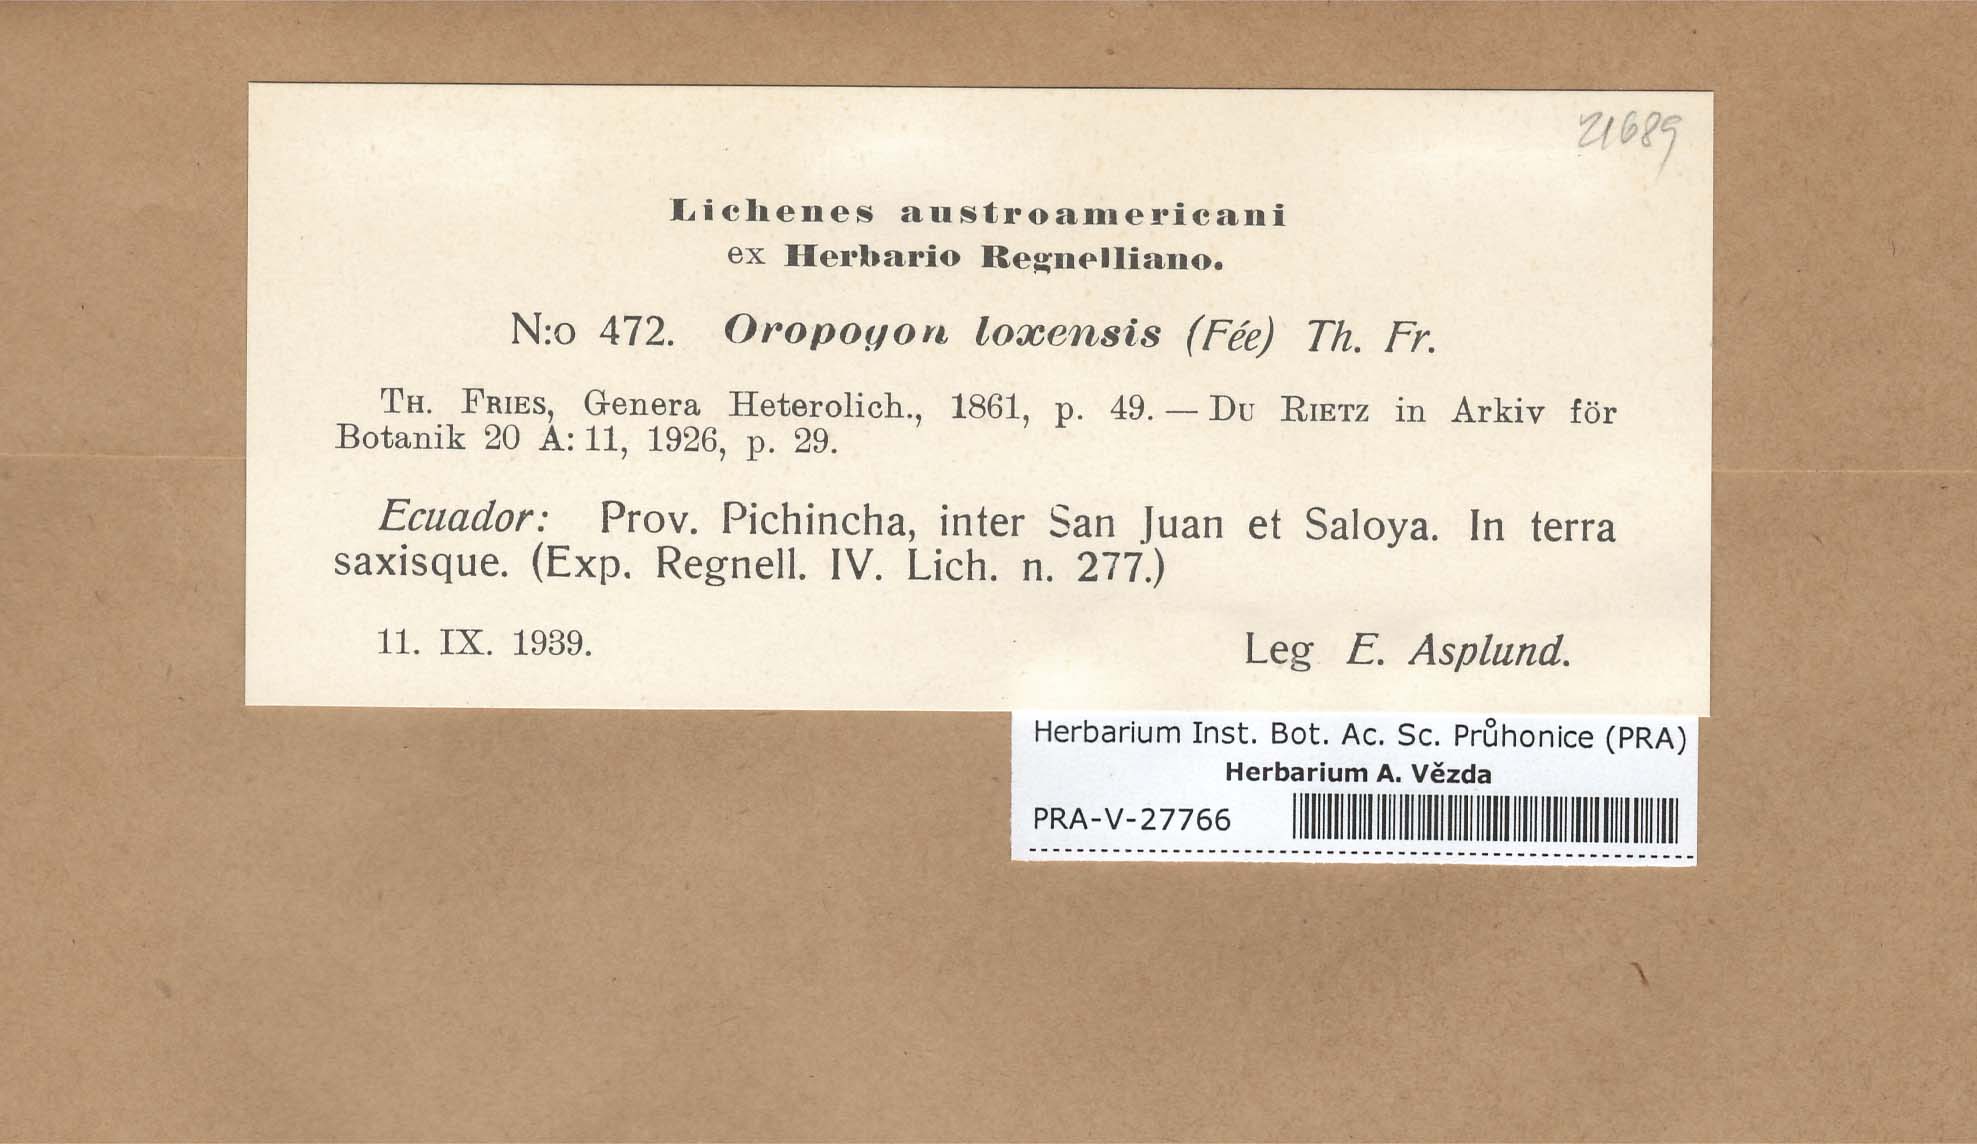 21689
Lichenes austroamericani
ex Herbario Regnelliano.
N:o 472. Oropogon loxensis (Fée) Th. Fr.
TH. FRIES, Genera Heterolich., 1861, p. 49. — DU RIETZ in Arkiv för
Botanik 20 A: 11, 1926, p. 29.
Ecuador: Prov. Pichincha, inter San Juan et Saloya. In terra
saxisque. (Exp. Regnell. IV. Lich. n. 277.)
11. IX. 1939. Leg E. Asplund.
Herbarium Inst. Bot. Ac. Sc. Průhonice (PRA)
Herbarium A. Vězda
PRA-V-27766